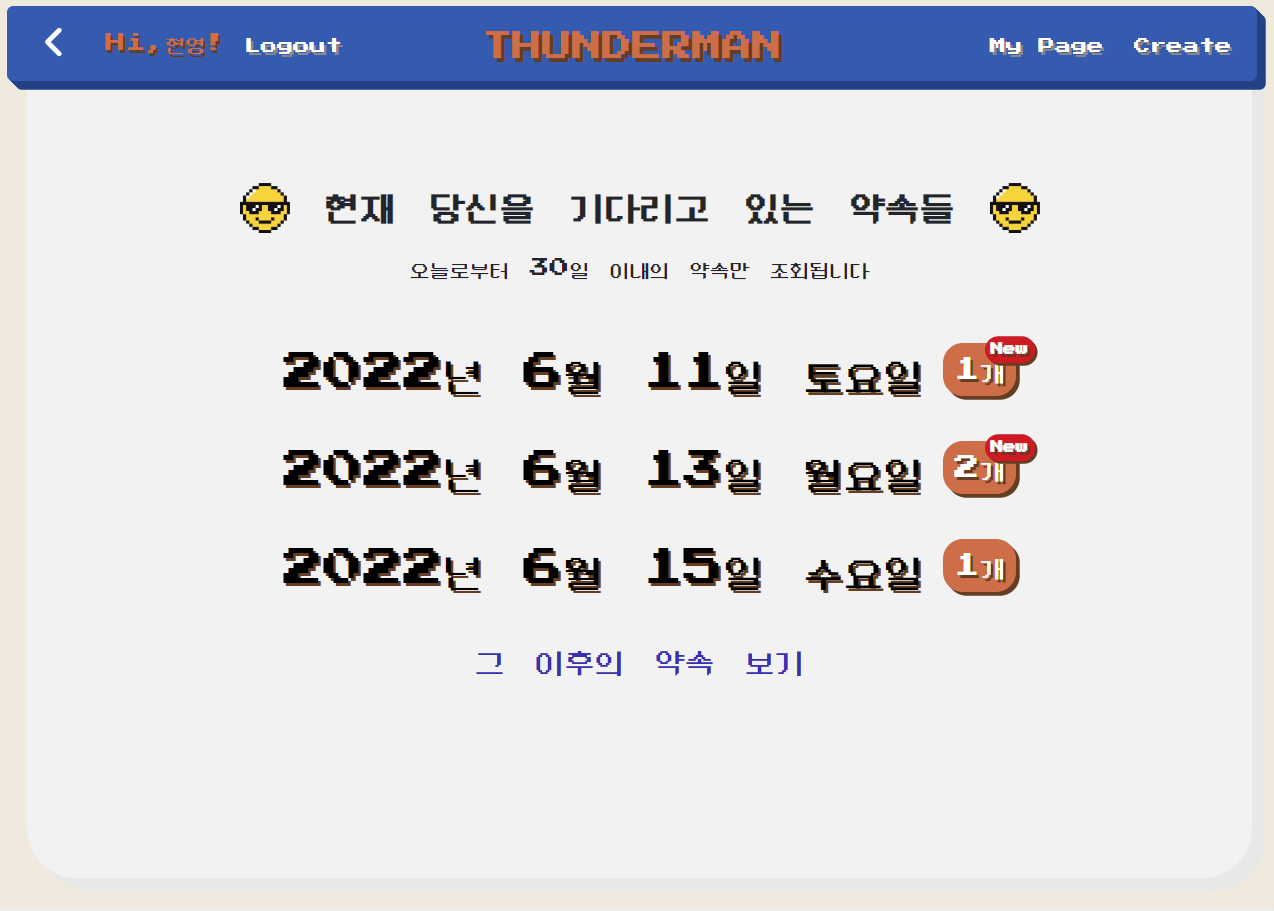 Hi, 현영! Logout THUNDERMAN My Page Create
현재 당신을 기다리고 있는 약속들
오늘로부터 30일 이내의 약속만 조회됩니다
2022년 6월 11일 토요일 1개 New
2022년 6월 13일 월요일 2개 New
2022년 6월 15일 수요일 1개
그 이후의 약속 보기